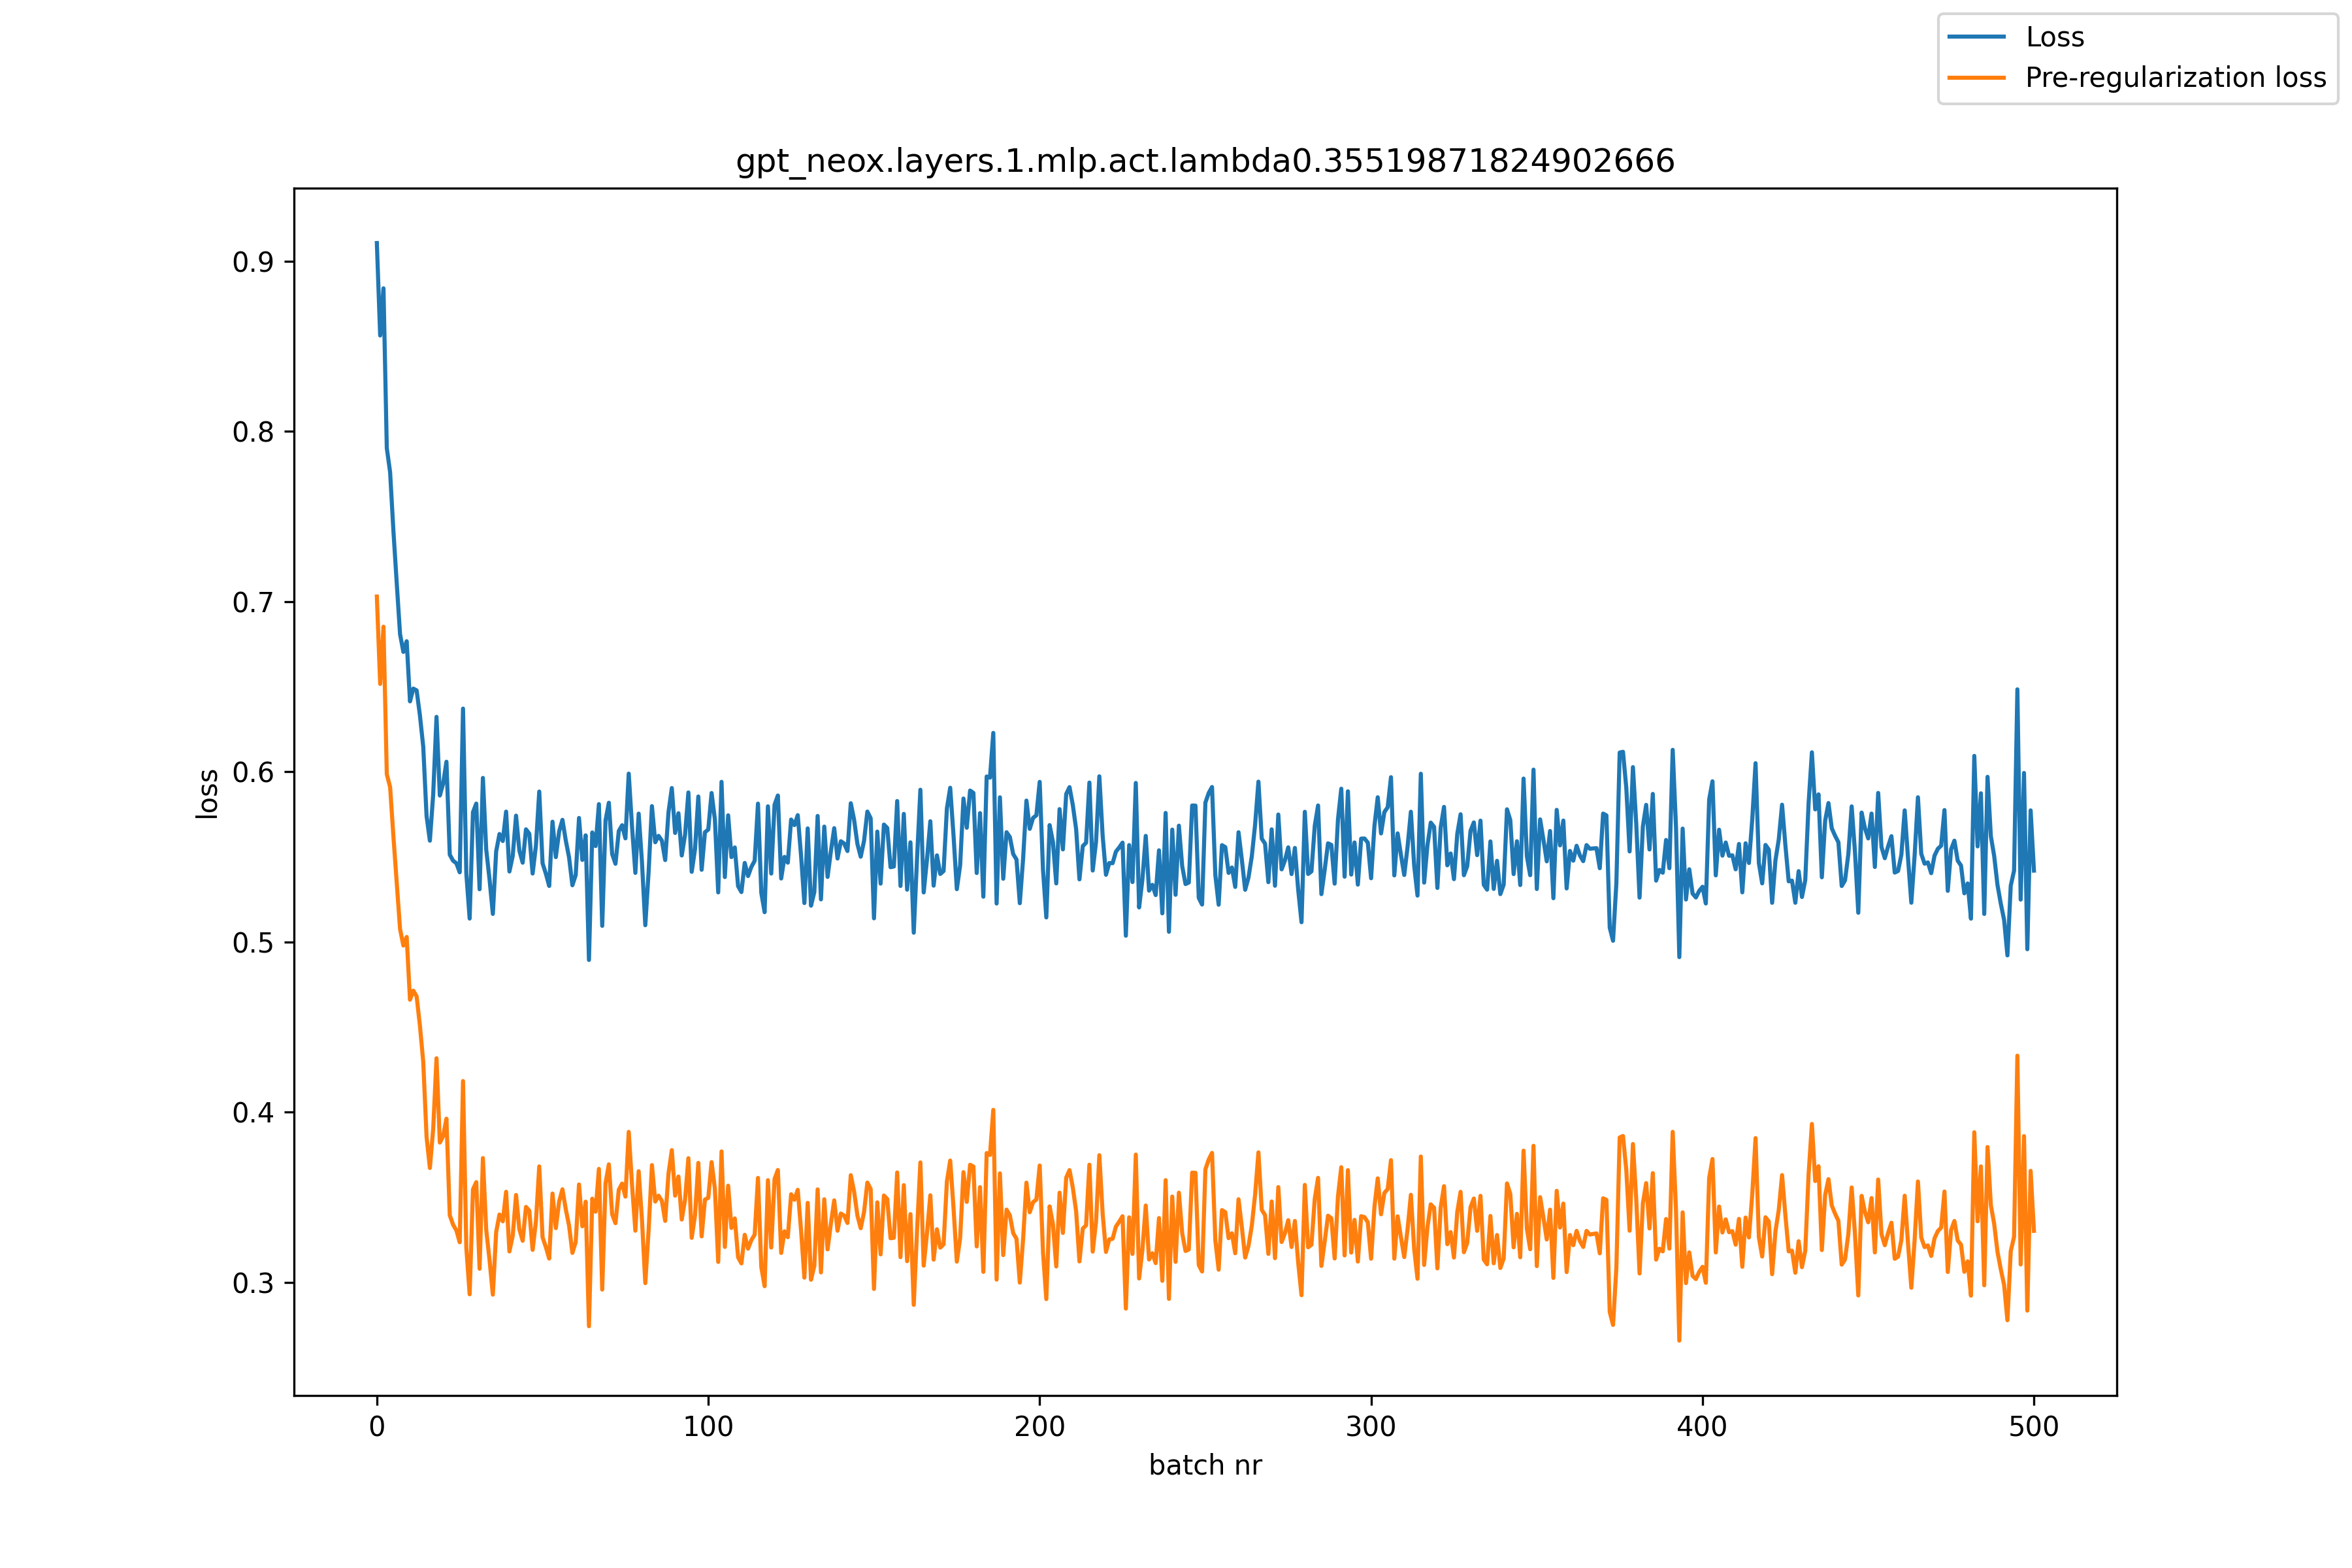 Loss
Pre-regularization loss
gpt_neox.layers.1.mlp.act.lambda0.35519871824902666
loss
0.9
0.8
0.7
0.6
0.5
0.4
0.3
0
100
200
300
400
500
batch nr